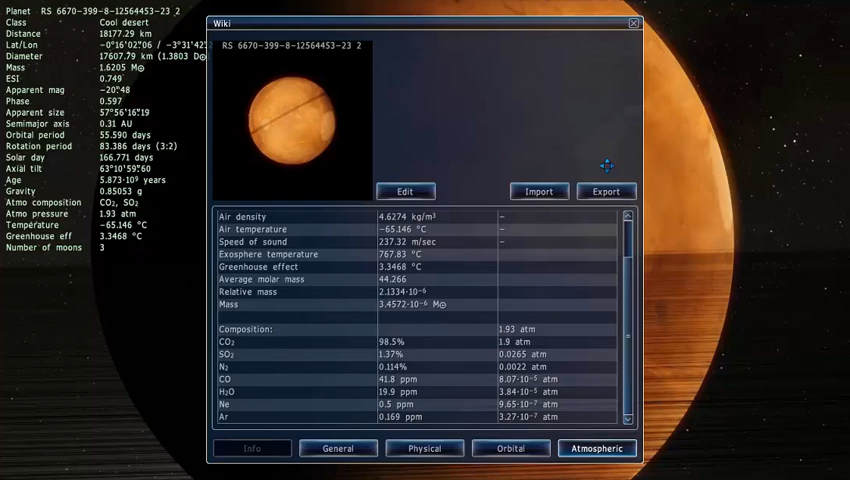 Planet RS 6670-399-8-12564453-23 2
Class Cool desert
Distance 18177.29 km
Lat/Lon -0°16'02.06 / -3°31'42
Diameter 17607.79 km (1.3803 D⊕
Mass 1.6205 M⊕
ESI 0.749
Apparent mag -20.48
Phase 0.597
Apparent size 57°56'16.19
Semimajor axis 0.31 AU
Orbital period 55.590 days
Rotation period 83.386 days (3:2)
Solar day 166.771 days
Axial tilt 63°10'59.60
Age 5.873·10⁹ years
Gravity 0.85053 g
Atmo composition CO₂, SO₂
Atmo pressure 1.93 atm
Temperature -65.146 °C
Greenhouse eff 3.3468 °C
Number of moons 3
Wiki
RS 6670-399-8-12564453-23 2
Edit Import Export
Air density 4.6274 kg/m³ –
Air temperature -65.146 °C –
Speed of sound 237.32 m/sec –
Exosphere temperature 767.83 °C
Greenhouse effect 3.3468 °C
Average molar mass 44.266
Relative mass 2.1334·10⁻⁶
Mass 3.4572·10⁻⁶ M⊕
Composition: 1.93 atm
CO₂ 98.5% 1.9 atm
SO₂ 1.37% 0.0265 atm
N₂ 0.114% 0.0022 atm
CO 41.8 ppm 8.07·10⁻⁵ atm
H₂O 19.9 ppm 3.84·10⁻⁵ atm
Ne 0.5 ppm 9.65·10⁻⁷ atm
Ar 0.169 ppm 3.27·10⁻⁷ atm
Info General Physical Orbital Atmospheric